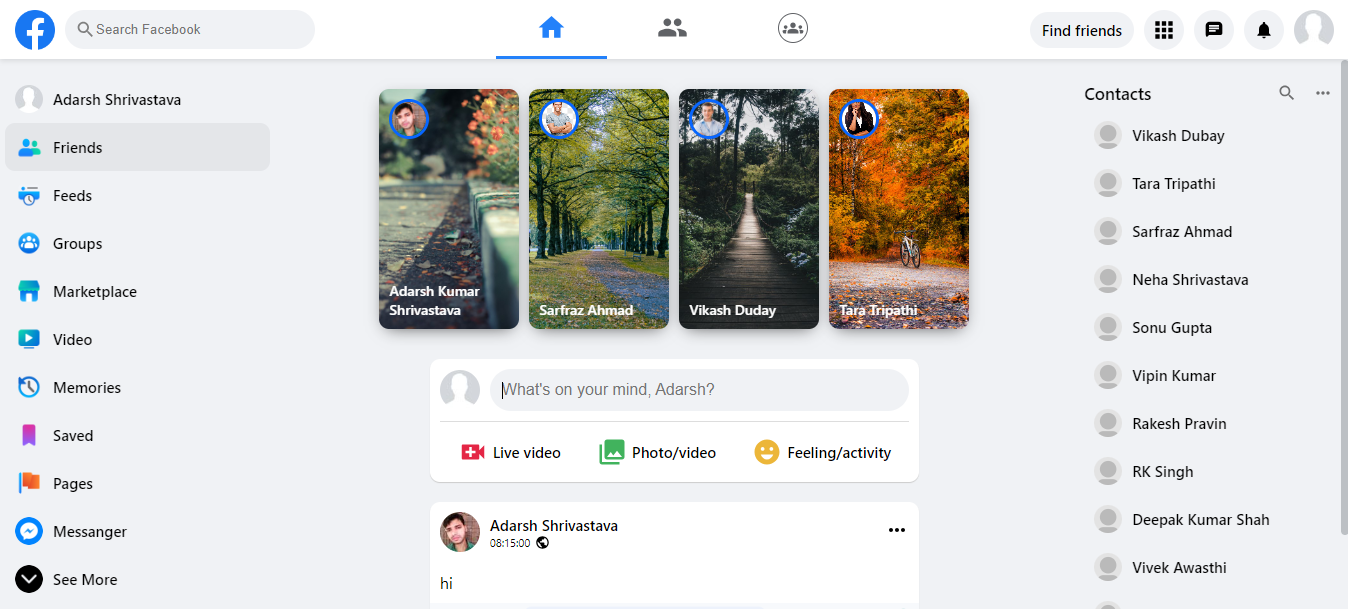 Search Facebook
Find friends
Adarsh Shrivastava
Friends
Feeds
Groups
Marketplace
Video
Memories
Saved
Pages
Messanger
See More
Adarsh Kumar
Shrivastava
Sarfraz Ahmad
Vikash Duday
Tara Tripathi
What's on your mind, Adarsh?
Live video
Photo/video
Feeling/activity
Adarsh Shrivastava
08:15:00
hi
Contacts
Vikash Dubay
Tara Tripathi
Sarfraz Ahmad
Neha Shrivastava
Sonu Gupta
Vipin Kumar
Rakesh Pravin
RK Singh
Deepak Kumar Shah
Vivek Awasthi